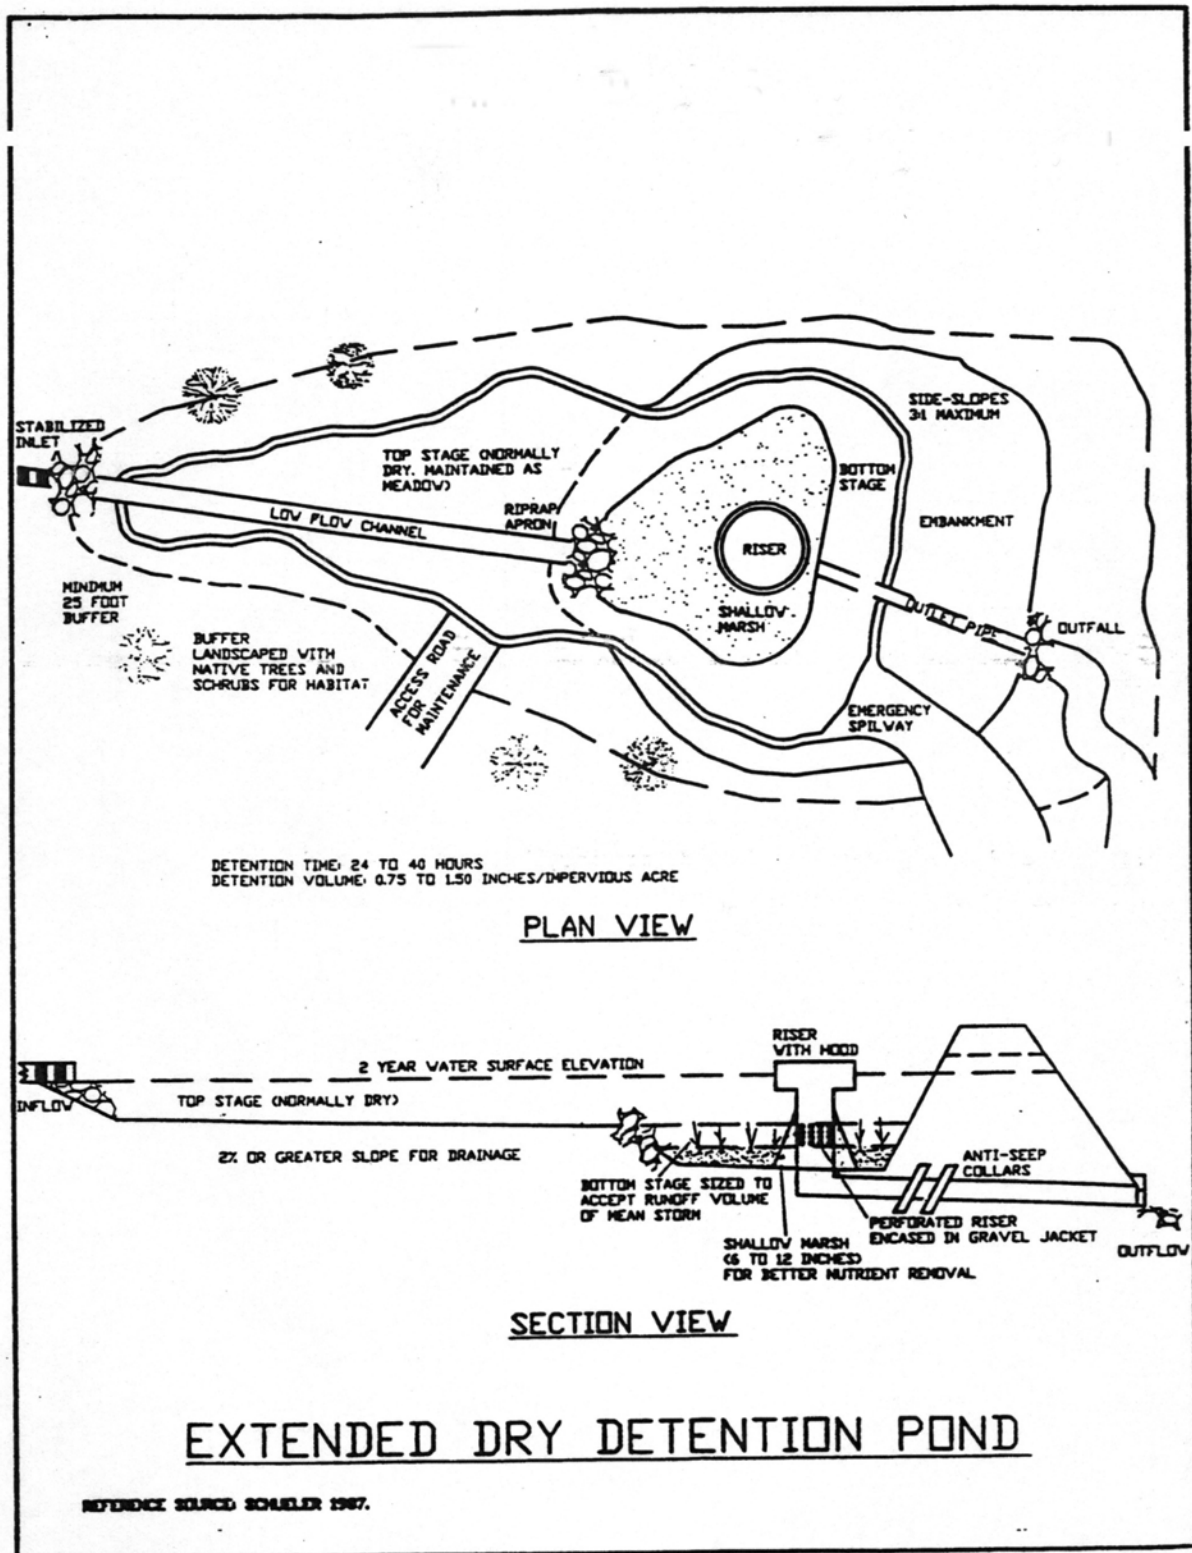 STABILIZED
INLET
TOP STAGE (NORMALLY
DRY. MAINTAINED AS
MEADOW)
SIDE-SLOPES
3:1 MAXIMUM
BOTTOM
STAGE
LOW FLOW CHANNEL
RIPRAP
APRON
EMBANKMENT
RISER
MINIMUM
25 FOOT
BUFFER
SHALLOW
MARSH
OUTLET PIPE
OUTFALL
BUFFER
LANDSCAPED WITH
NATIVE TREES AND
SCHRUBS FOR HABITAT
ACCESS ROAD
FOR
MAINTENANCE
EMERGENCY
SPILWAY
DETENTION TIME: 24 TO 40 HOURS
DETENTION VOLUME: 0.75 TO 1.50 INCHES/IMPERVIOUS ACRE
PLAN VIEW
RISER
WITH HOOD
2 YEAR WATER SURFACE ELEVATION
INFLOW
TOP STAGE (NORMALLY DRY)
2% OR GREATER SLOPE FOR DRAINAGE
ANTI-SEEP
COLLARS
BOTTOM STAGE SIZED TO
ACCEPT RUNOFF VOLUME
OF MEAN STORM
PERFORATED RISER
ENCASED IN GRAVEL JACKET
SHALLOW MARSH
(6 TO 12 INCHES)
FOR BETTER NUTRIENT REMOVAL
OUTFLOW
SECTION VIEW
EXTENDED DRY DETENTION POND
REFERENCE SOURCE: SCHUELER 1987.